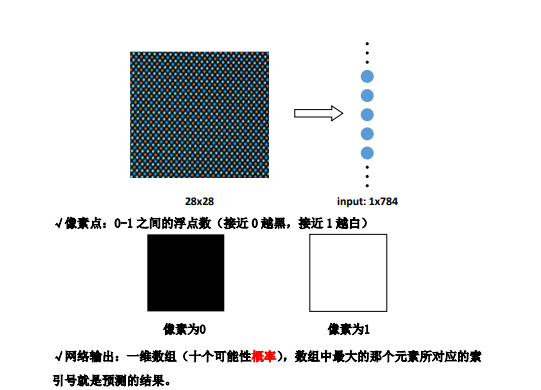 28x28
input: 1x784
√像素点：0-1之间的浮点数（接近0越黑，接近1越白）
像素为0
像素为1
√网络输出：一维数组（十个可能性概率），数组中最大的那个元素所对应的索
引号就是预测的结果。